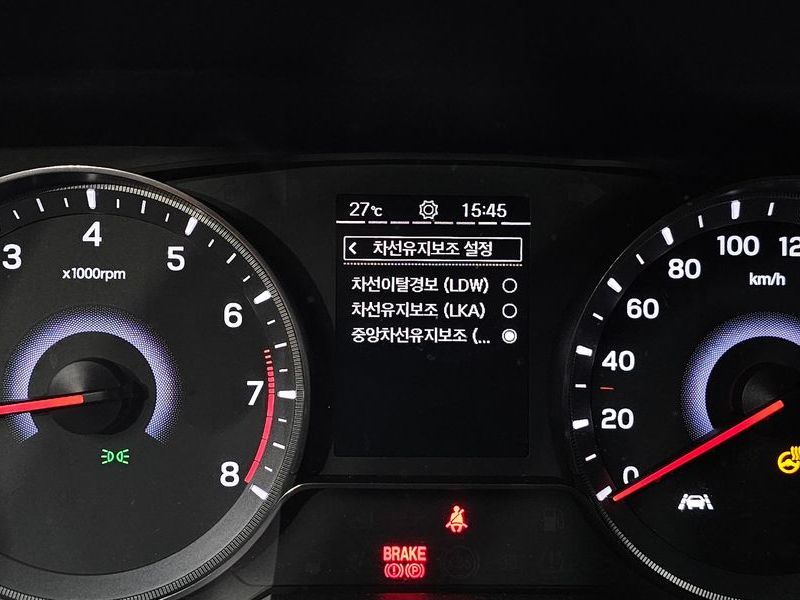 27℃ 15:45
차선유지보조 설정
차선이탈경보 (LDW)
차선유지보조 (LKA)
중앙차선유지보조 (...
3
4
5
6
7
8
x1000rpm
0
20
40
60
80
100
12
km/h
BRAKE
(!) (P)